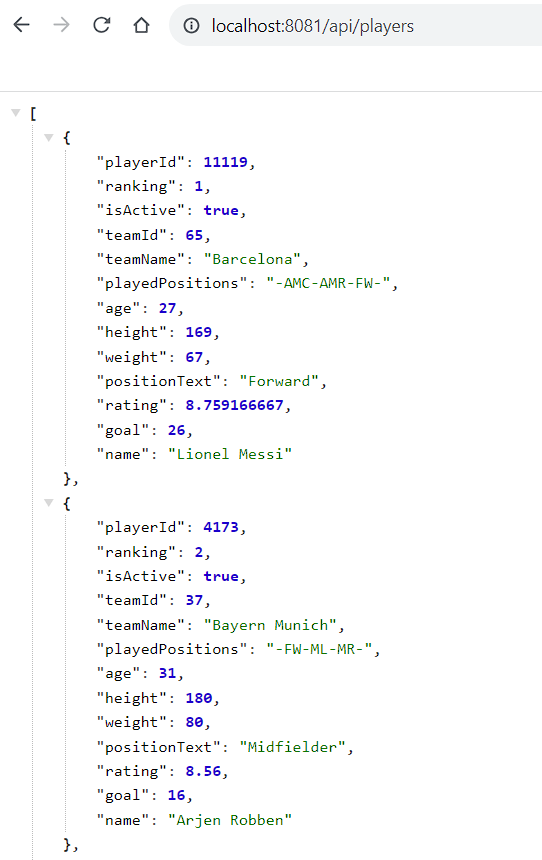 localhost:8081/api/players
[
{
"playerId": 11119,
"ranking": 1,
"isActive": true,
"teamId": 65,
"teamName": "Barcelona",
"playedPositions": "-AMC-AMR-FW-",
"age": 27,
"height": 169,
"weight": 67,
"positionText": "Forward",
"rating": 8.759166667,
"goal": 26,
"name": "Lionel Messi"
},
{
"playerId": 4173,
"ranking": 2,
"isActive": true,
"teamId": 37,
"teamName": "Bayern Munich",
"playedPositions": "-FW-ML-MR-",
"age": 31,
"height": 180,
"weight": 80,
"positionText": "Midfielder",
"rating": 8.56,
"goal": 16,
"name": "Arjen Robben"
},